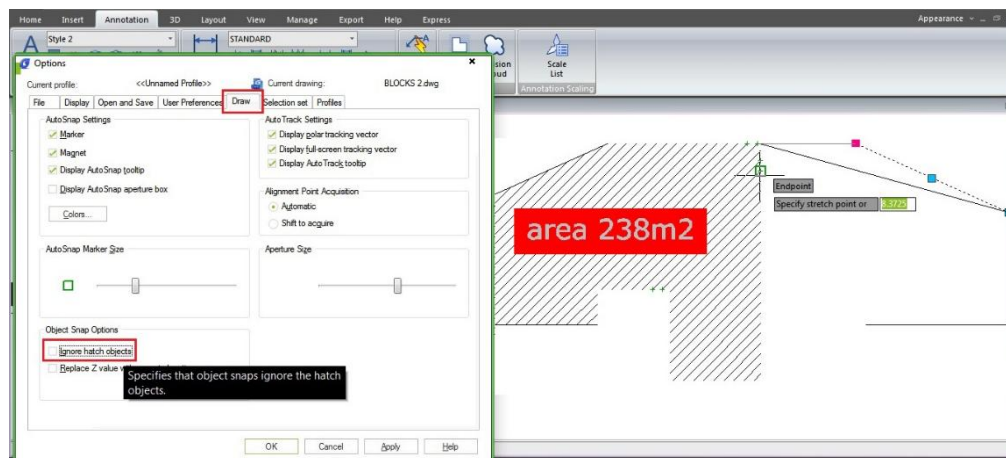 Home Insert Annotation 3D Layout View Manage Export Help Express Appearance
Style 2 STANDARD
Options
Current profile: <<Unnamed Profile>> Current drawing: BLOCKS 2.dwg
File Display Open and Save User Preferences Draw Selection set Profiles
AutoSnap Settings
Marker
Magnet
Display AutoSnap tooltip
Display AutoSnap aperture box
Colors...
AutoTrack Settings
Display polar tracking vector
Display full-screen tracking vector
Display AutoTrack tooltip
Alignment Point Acquisition
Automatic
Shift to acquire
AutoSnap Marker Size
Aperture Size
Object Snap Options
Ignore hatch objects
Replace Z value
Specifies that object snaps ignore the hatch
objects.
OK Cancel Apply Help
Scale
List
Annotation Scaling
area 238m2
Endpoint
Specify stretch point or 8.3725